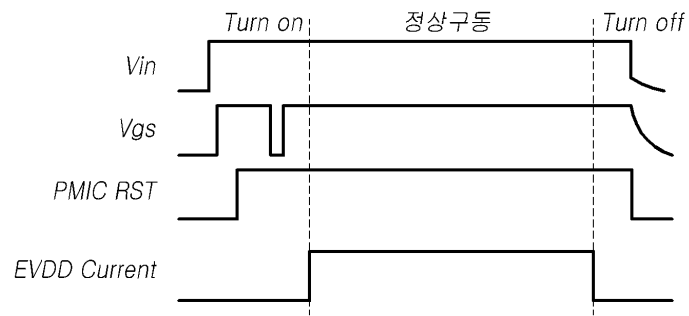 Turn on 정상구동 Turn off
Vin
Vgs
PMIC RST
EVDD Current